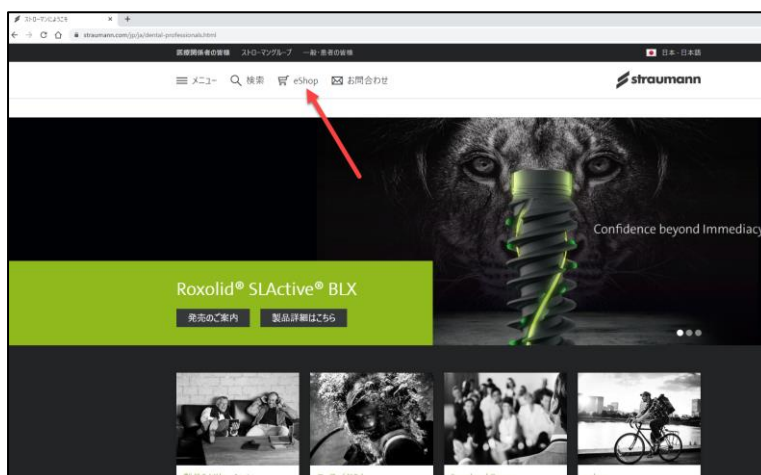 ストローマンにようこそ
straumann.com/jp/ja/dental-professionals.html
医療関係者の皆様 ストローマングループ 一般・患者の皆様 日本 - 日本語
メニュー 検索 eShop お問合わせ straumann
Confidence beyond Immediacy
Roxolid® SLActive® BLX
発売のご案内 製品詳細はこちら